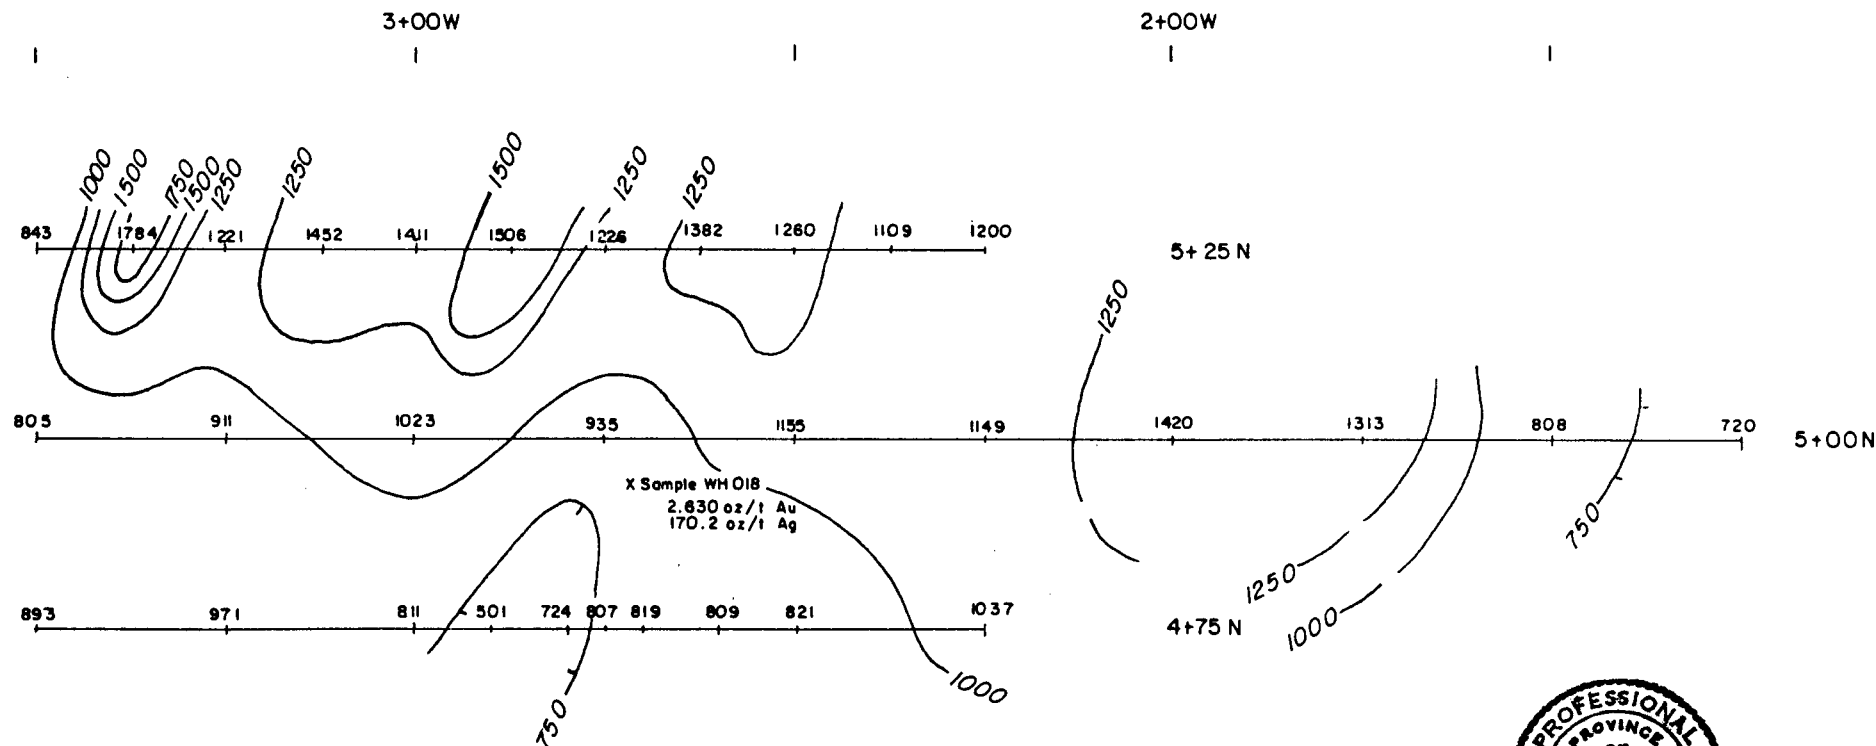 3+00W 2+00W
1000 1500 1750 1500 1250 1250 1500 1250 1250
843 1784 1221 1452 1411 1506 1226 1382 1260 1109 1200
5+25 N
1250
805 911 1023 935 1155 1149 1420 1313 808 720 5+00N
X Sample WH 018
2.630 oz/t Au
170.2 oz/t Ag
750
1250
893 971 811 501 724 807 819 809 821 1037 4+75 N
1000
1000
750
PROFESSIONAL
PROVINCE
OF